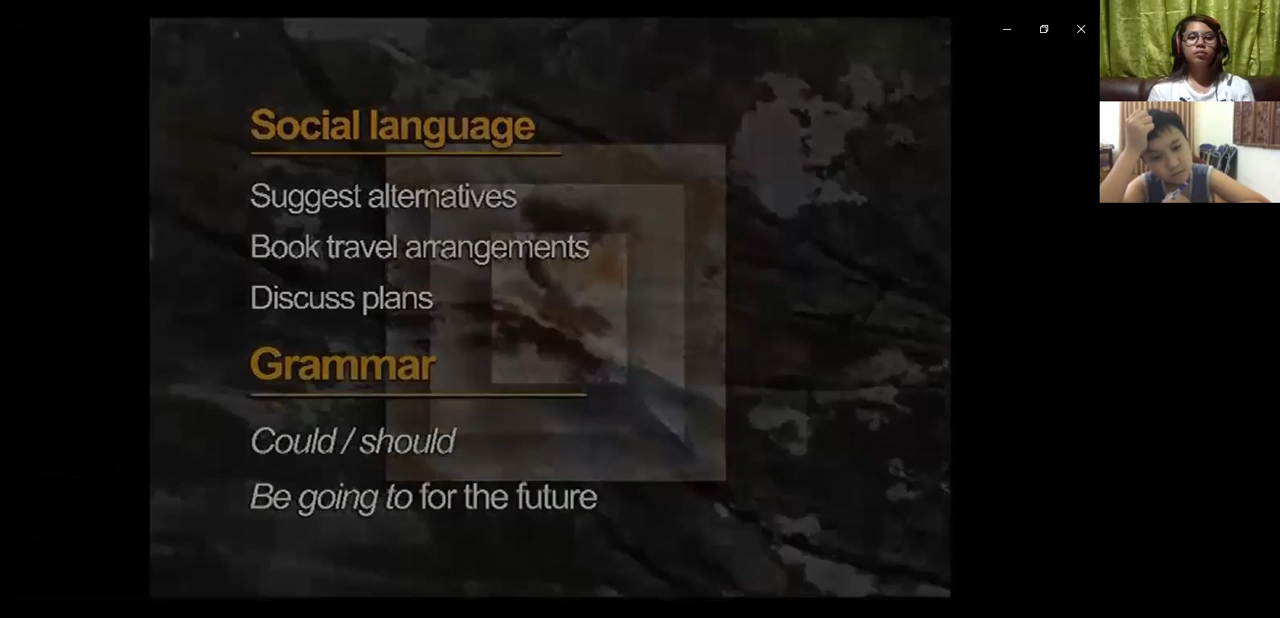 Social language
Suggest alternatives
Book travel arrangements
Discuss plans
Grammar
Could / should
Be going to for the future